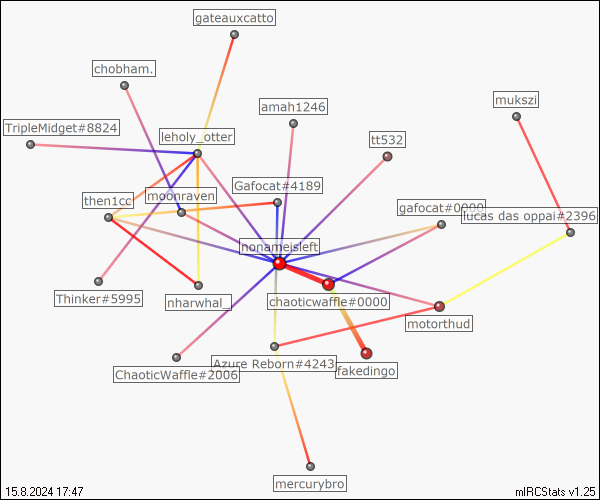 gateauxcatto
chobham.
amah1246
mukszi
TripleMidget#8824
leholy_otter
tt532
then1cc
moonraven
Gafocat#4189
gafocat#0000
lucas das oppai#2396
nonameisleft
Thinker#5995
nharwhal_
chaoticwaffle#0000
motorthud
ChaoticWaffle#2006
Azure Reborn#4243
fakedingo
mercurybro
15.8.2024 17:47
mIRCStats v1.25